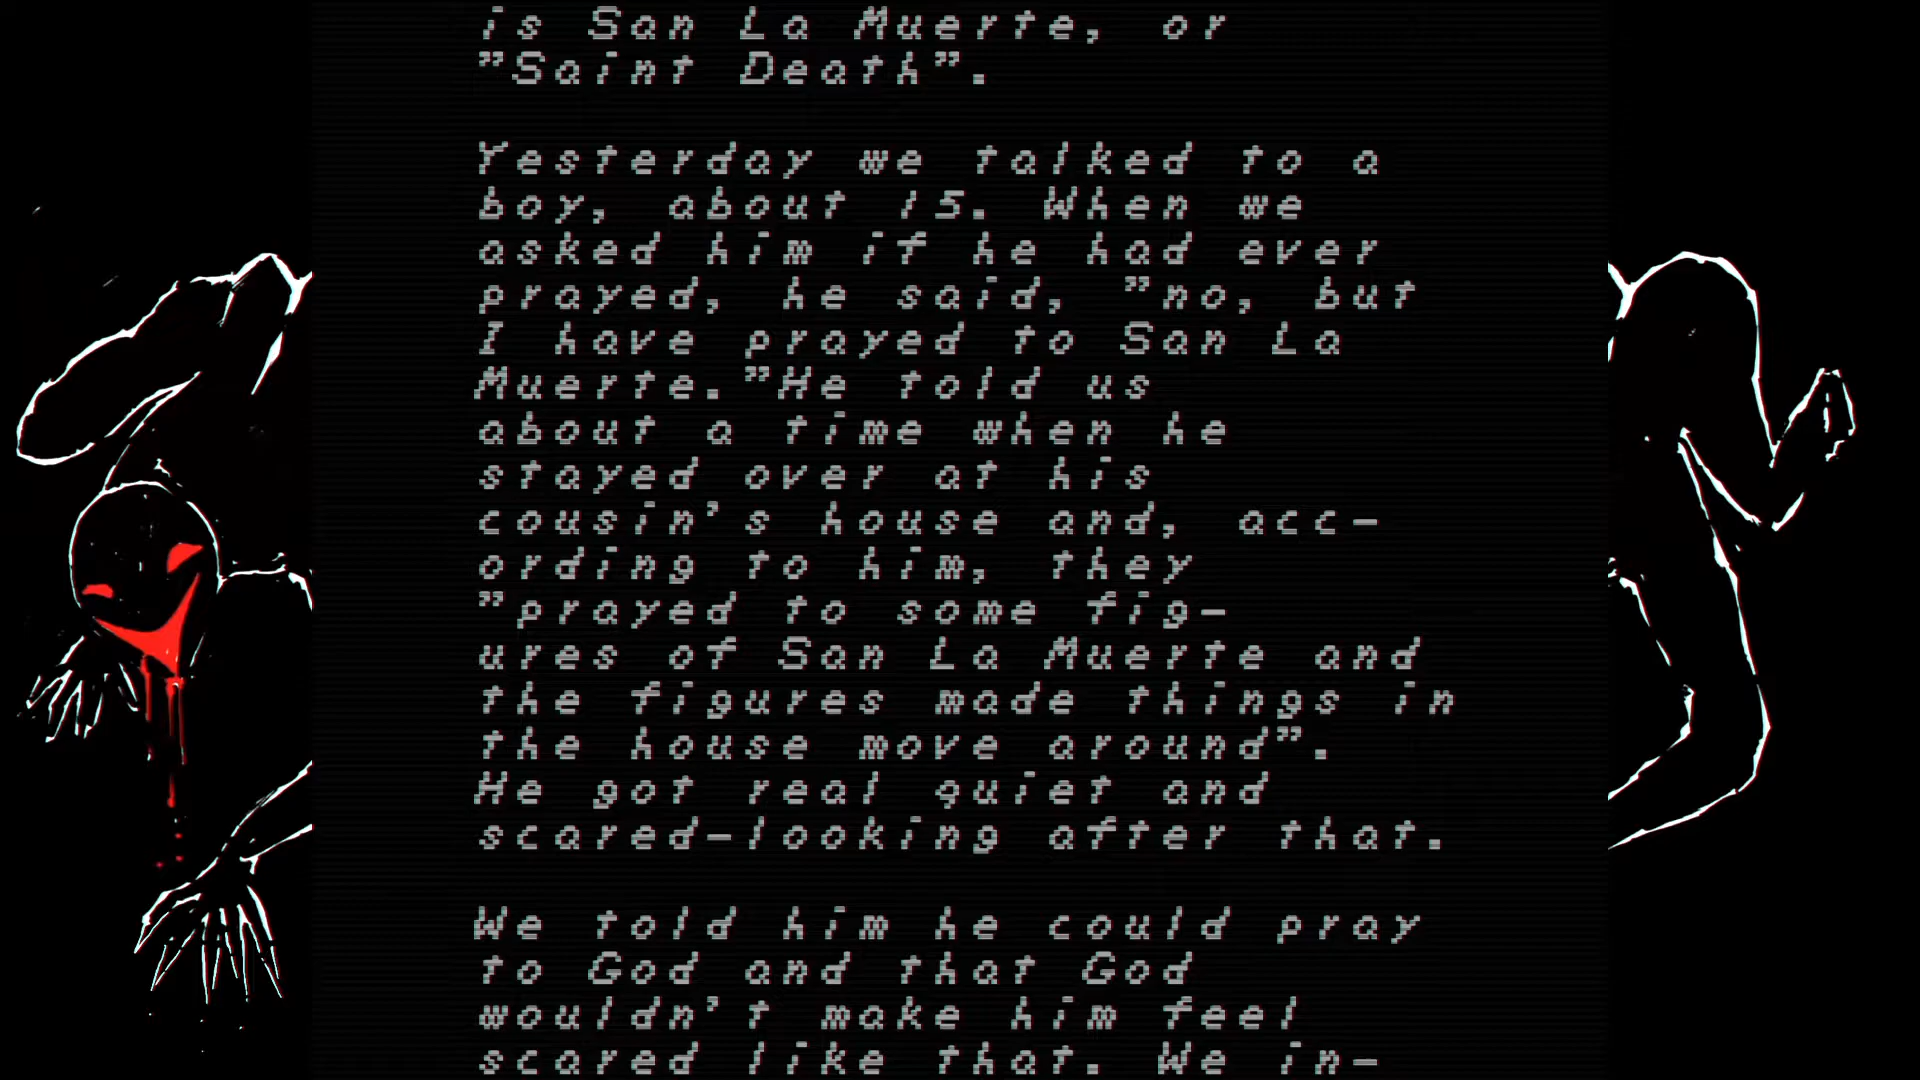 is San La Muerte, or
"Saint Death".
Yesterday we talked to a
boy, about 15. When we
asked him if he had ever
prayed, he said, "no, but
I have prayed to San La
Muerte."He told us
about a time when he
stayed over at his
cousin's house and, acc-
ording to him, they
"prayed to some fig-
ures of San La Muerte and
the figures made things in
the house move around".
He got real quiet and
scared-looking after that.
We told him he could pray
to God and that God
wouldn't make him feel
scared like that. We in-